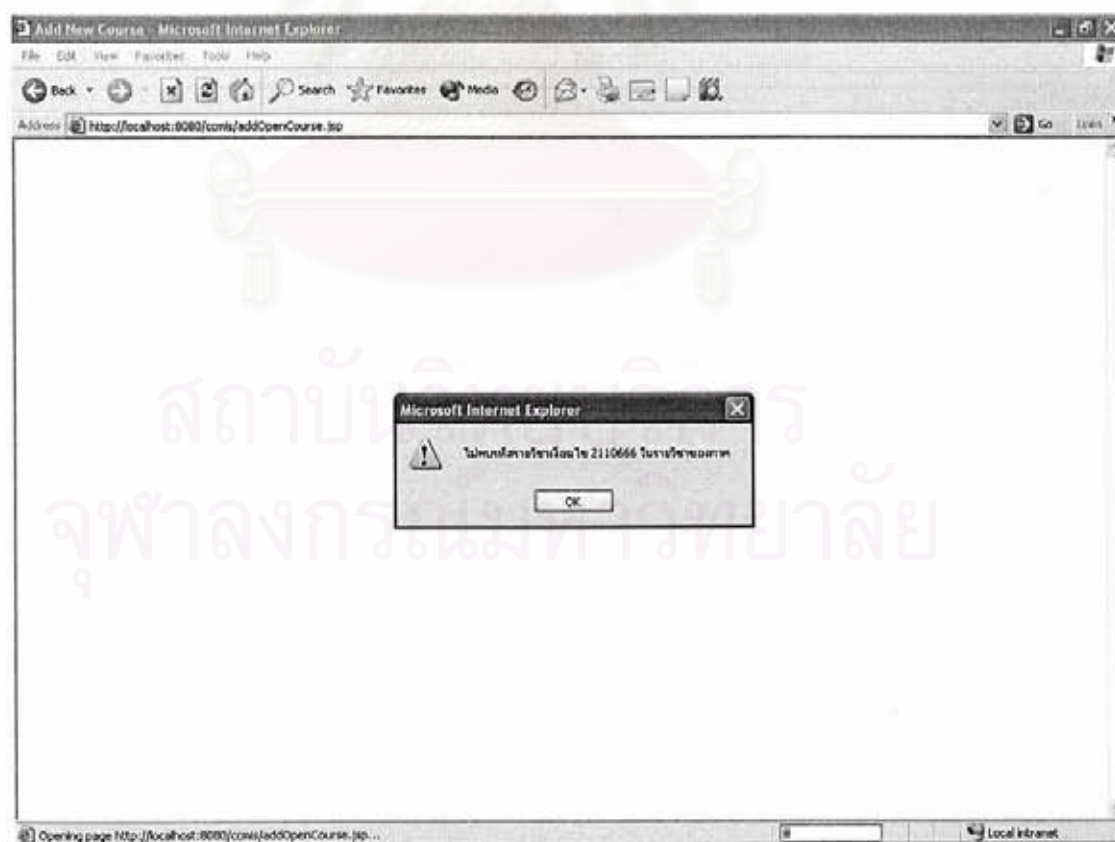 Add New Course - Microsoft Internet Explorer
File Edit View Favorites Tools Help
Back Search Favorites Media
Address http://localhost:8080/ccmis/addOpenCourse.jsp Go Links
สถาบันวิทยบริการ
Microsoft Internet Explorer
ไม่พบรหัสรายวิชาเงื่อนไข 2110666 ในรายวิชาของภาค
OK
จุฬาลงกรณ์มหาวิทยาลัย
Opening page http://localhost:8080/ccmis/addOpenCourse.jsp... Local intranet